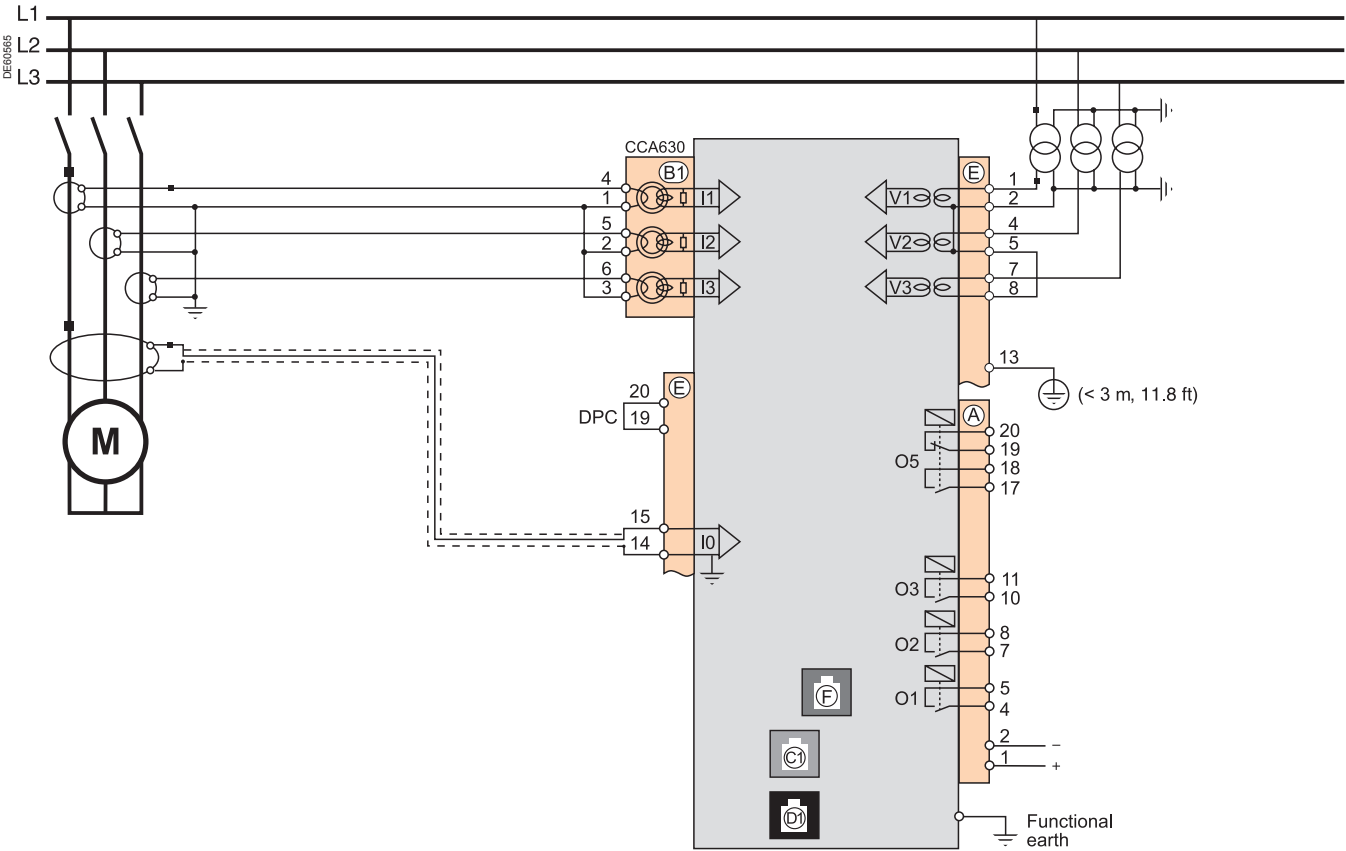 L1
DE60565
L2
L3
CCA630
B1
4
1
I1
5
2
I2
6
3
I3
E
V1
1
2
V2
4
5
V3
7
8
13
(< 3 m, 11.8 ft)
M
E
20
DPC 19
15
14
I0
A
O5
20
19
18
17
O3
11
10
O2
8
7
O1
5
4
2 –
1 +
F
C1
D1
Functional
earth